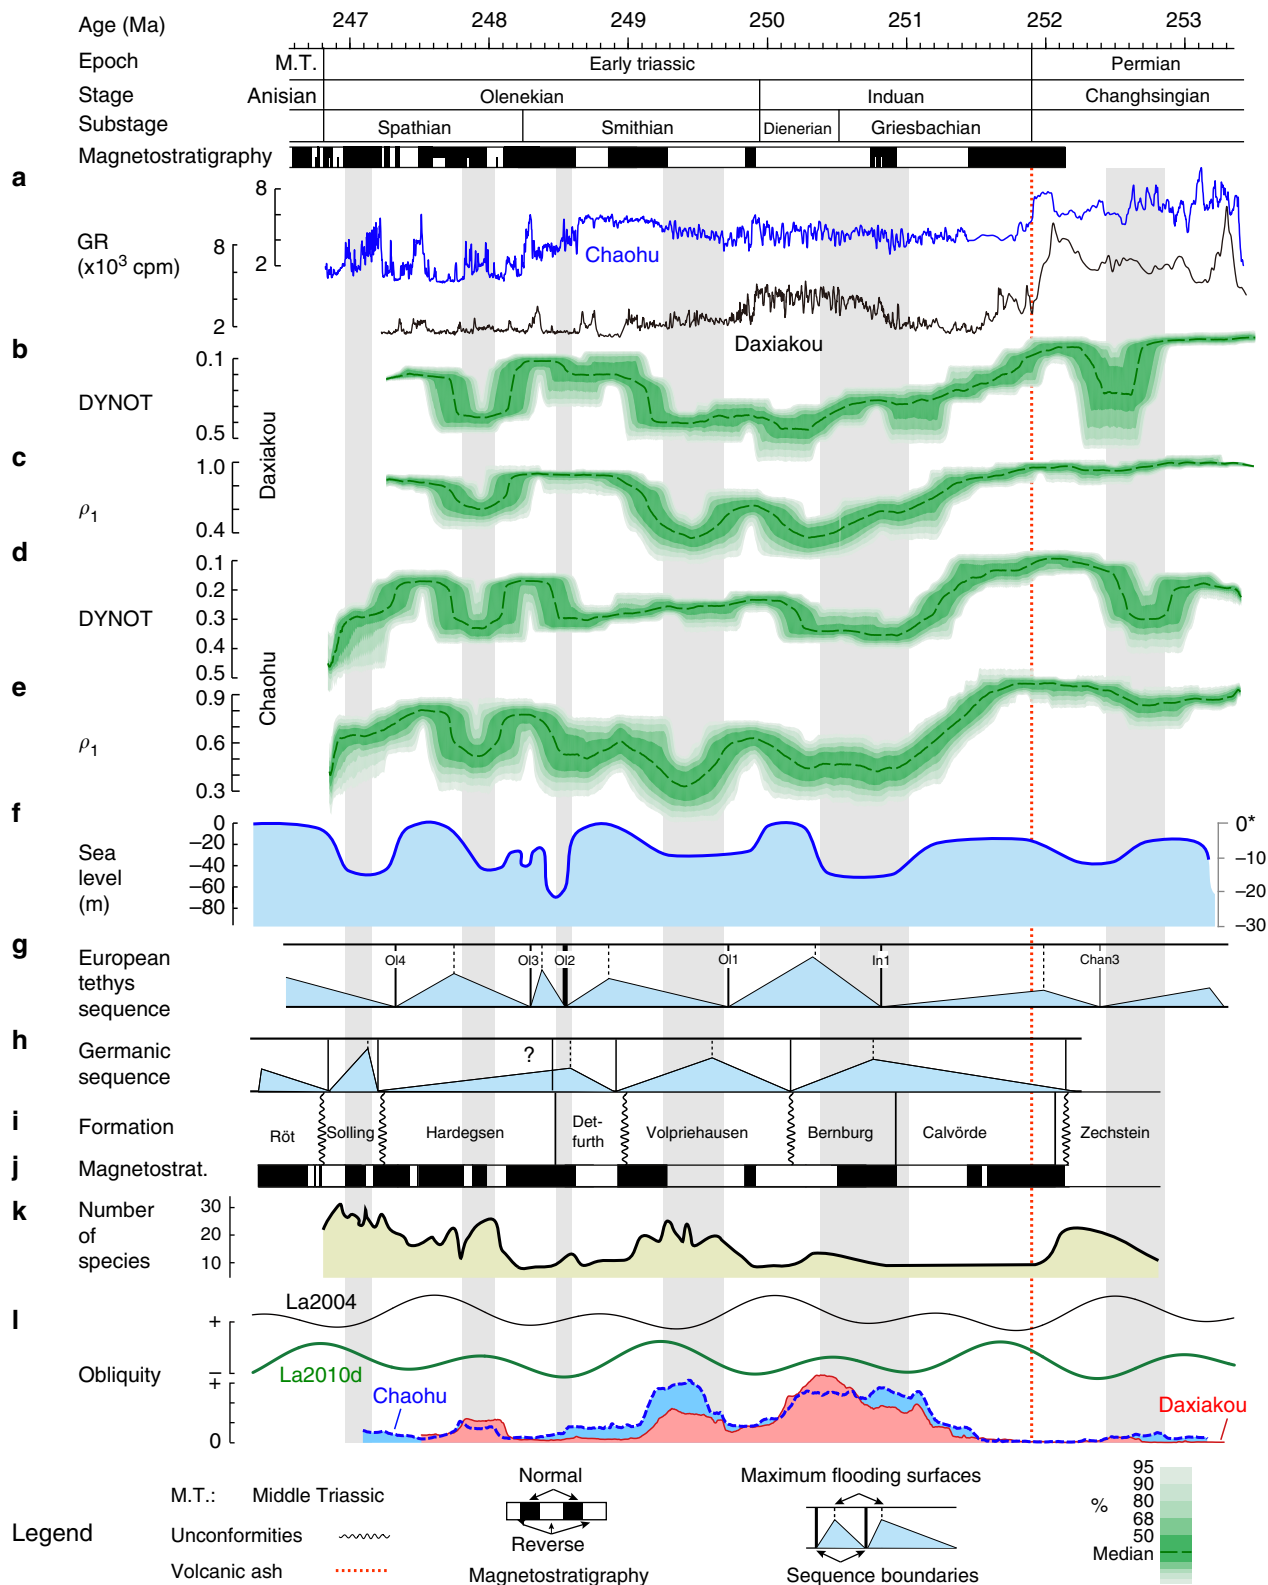 Age (Ma) 247 248 249 250 251 252 253
Epoch M.T. Early triassic Permian
Stage Anisian Olenekian Induan Changhsingian
Substage Spathian Smithian Dienerian Griesbachian
Magnetostratigraphy
a
GR (x10³ cpm)
8
2
8
2
Chaohu
Daxiakou
b
DYNOT
0.1
0.5
Daxiakou
c
ρ₁
1.0
0.4
d
DYNOT
0.1
0.2
0.3
0.4
0.5
Chaohu
e
ρ₁
0.9
0.6
0.3
f
Sea level (m)
0
−20
−40
−60
−80
0*
−10
−20
−30
g
European tethys sequence
Ol4 Ol3 Ol2 Ol1 In1 Chan3
h
Germanic sequence
?
i
Formation
Röt Solling Hardegsen Det-furth Volpriehausen Bernburg Calvörde Zechstein
j
Magnetostrat.
k
Number of species
30
20
10
l
La2004
+
−
La2010d
Obliquity
+
0
Chaohu
Daxiakou
Legend
M.T.: Middle Triassic
Unconformities
Volcanic ash
Normal
Reverse
Magnetostratigraphy
Maximum flooding surfaces
Sequence boundaries
%
95
90
80
68
50
Median